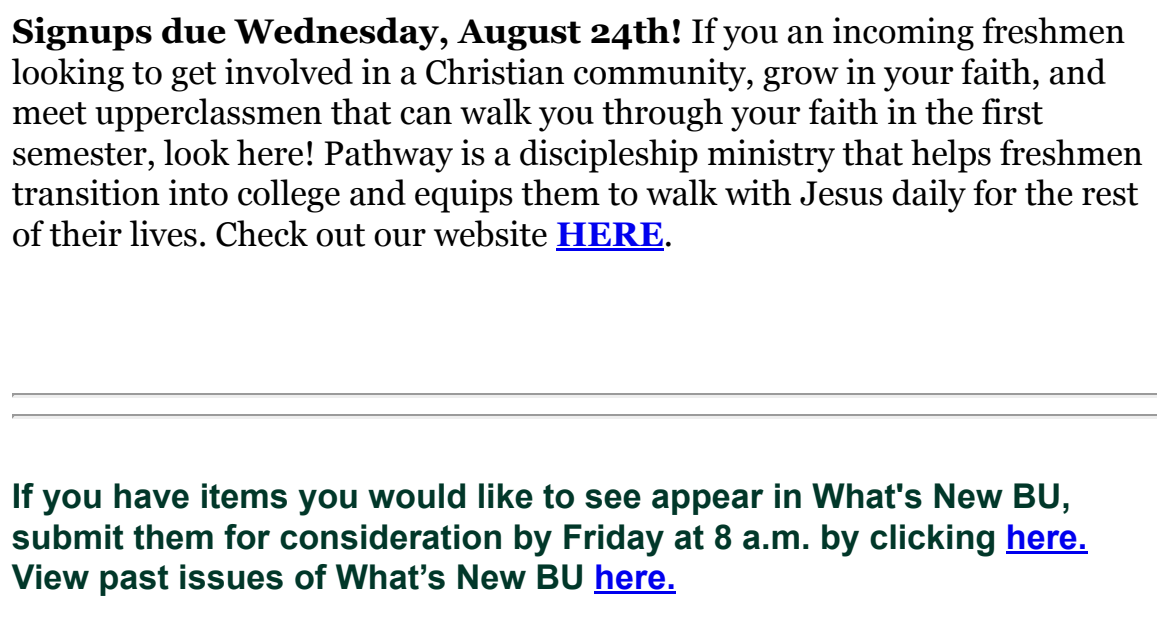 Signups due Wednesday, August 24th! If you an incoming freshmen
looking to get involved in a Christian community, grow in your faith, and
meet upperclassmen that can walk you through your faith in the first
semester, look here! Pathway is a discipleship ministry that helps freshmen
transition into college and equips them to walk with Jesus daily for the rest
of their lives. Check out our website HERE.
If you have items you would like to see appear in What's New BU,
submit them for consideration by Friday at 8 a.m. by clicking here.
View past issues of What’s New BU here.